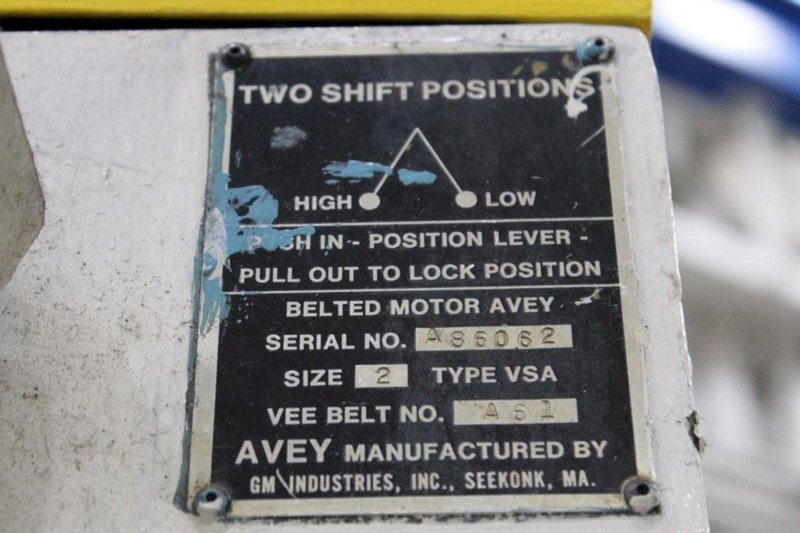 TWO SHIFT POSITIONS
HIGH LOW
PUSH IN - POSITION LEVER -
PULL OUT TO LOCK POSITION
BELTED MOTOR AVEY
SERIAL NO. A86062
SIZE 2 TYPE VSA
VEE BELT NO. A61
AVEY MANUFACTURED BY
GM INDUSTRIES, INC., SEEKONK, MA.